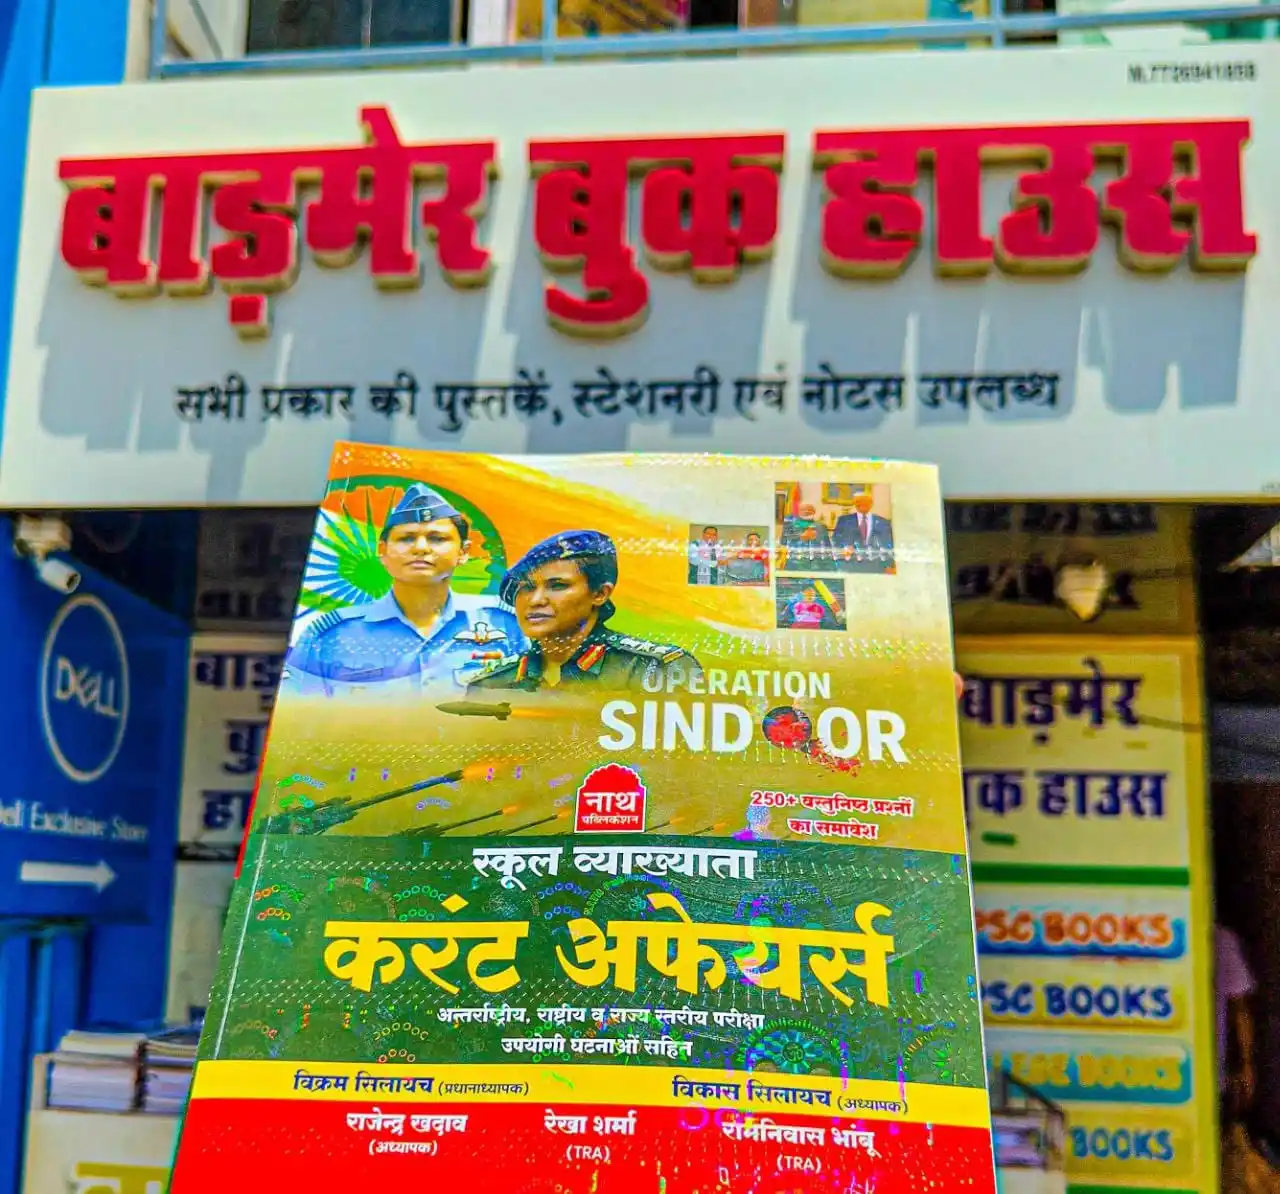 M.7726941858
बाड़मेर बुक हाउस
सभी प्रकार की पुस्तकें, स्टेशनरी एवं नोटस उपलब्ध
OPERATION
SINDOOR
नाथ
पब्लिकेशन
250+ वस्तुनिष्ठ प्रश्नों
का समावेश
स्कूल व्याख्याता
करंट अफेयर्स
अन्तर्राष्ट्रीय, राष्ट्रीय व राज्य स्तरीय परीक्षा
उपयोगी घटनाओं सहित
विक्रम सिलायच (प्रधानाध्यापक)
विकास सिलायच (अध्यापक)
राजेन्द्र खदाव
(अध्यापक)
रेखा शर्मा
(TRA)
रामनिवास भांबू
(TRA)
DELL
Dell Exclusive Store
बाड़
बु
हा
बाड़मेर
क हाउस
PSC BOOKS
PSC BOOKS
BOOKS
BOOKS